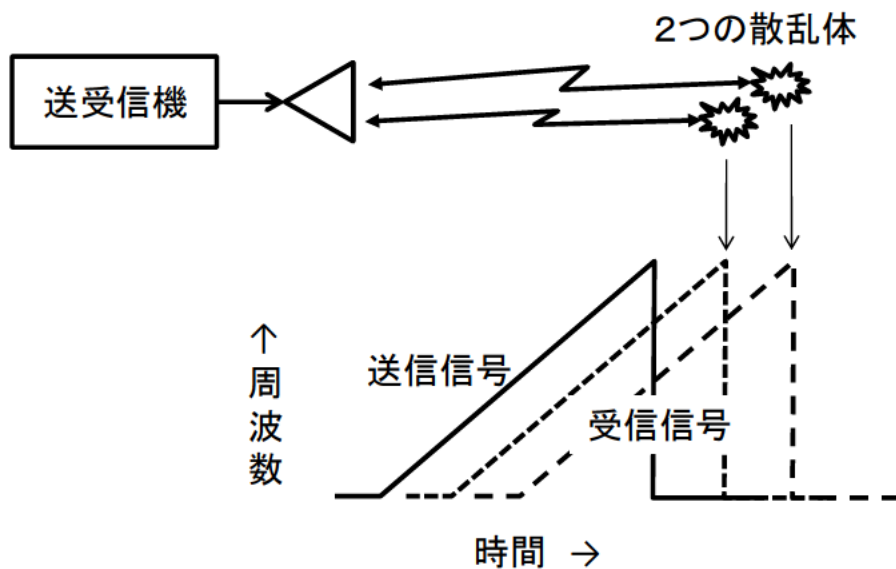 2つの散乱体
送受信機
送信信号
受信信号
↑周波数
時間 →